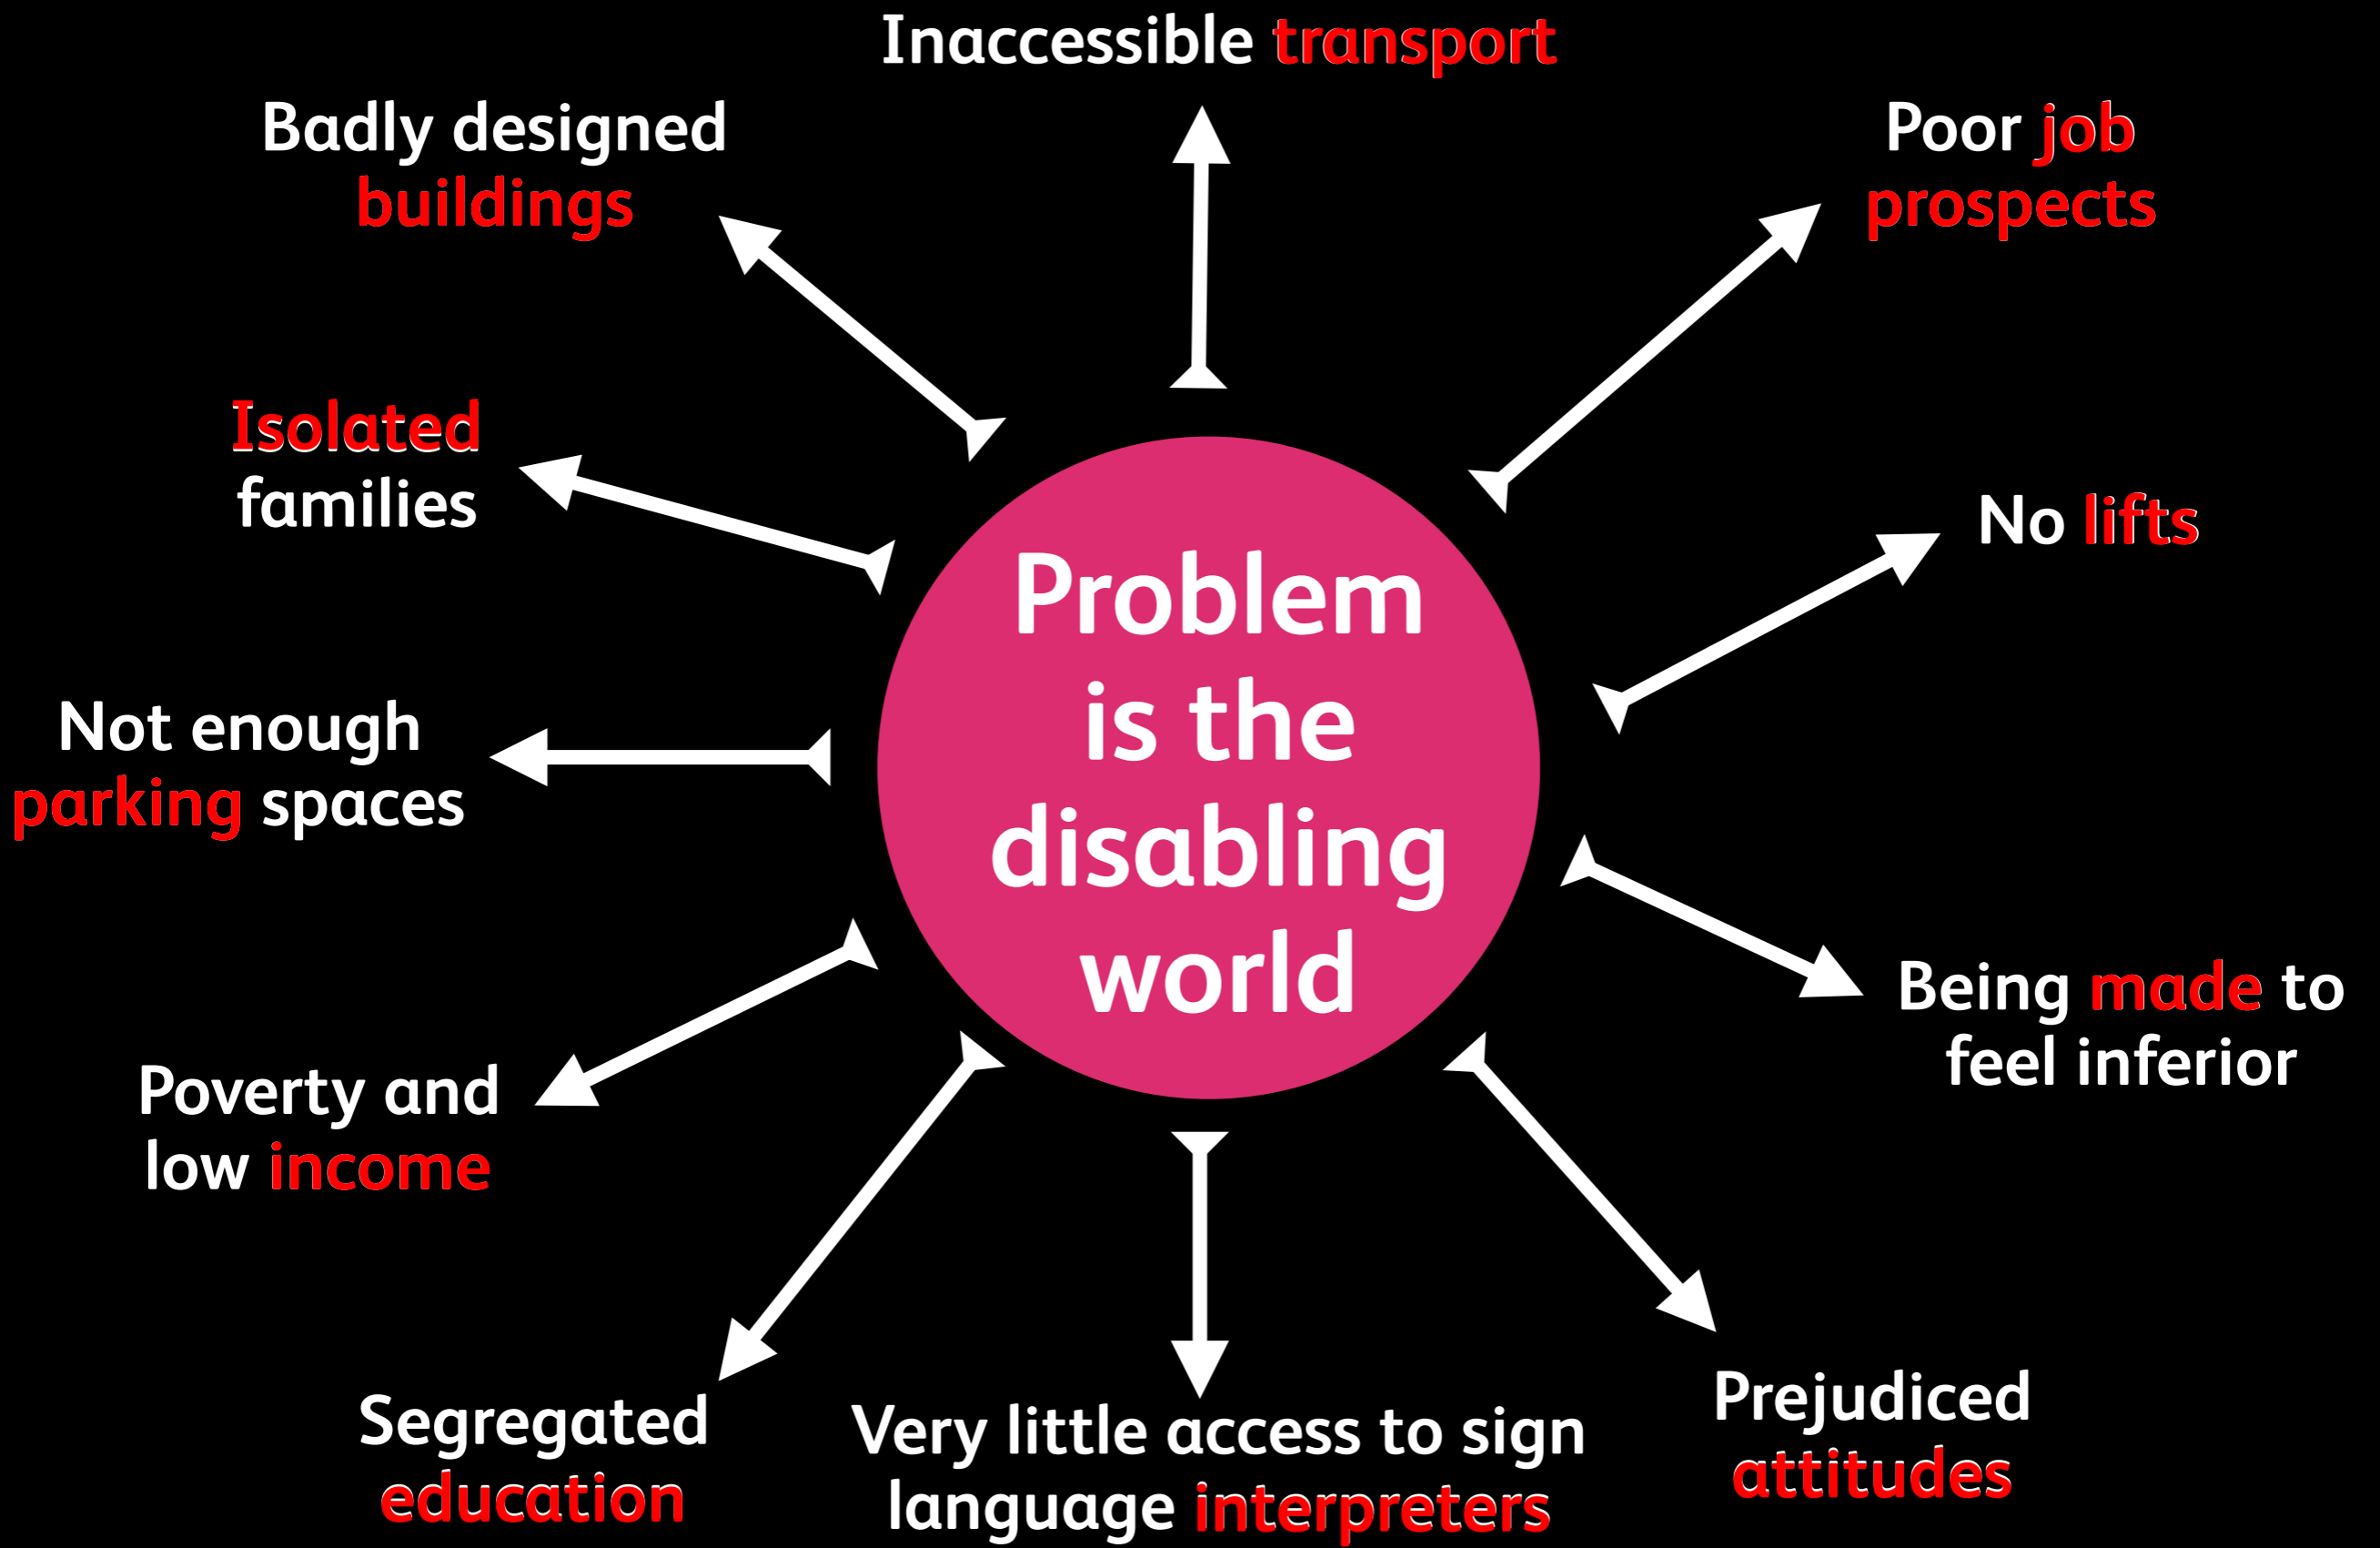 Inaccessible transport
Badly designed
buildings
Poor job
prospects
Isolated
families
No lifts
Problem
is the
disabling
world
Not enough
parking spaces
Being made to
feel inferior
Poverty and
low income
Segregated
education
Very little access to sign
language interpreters
Prejudiced
attitudes